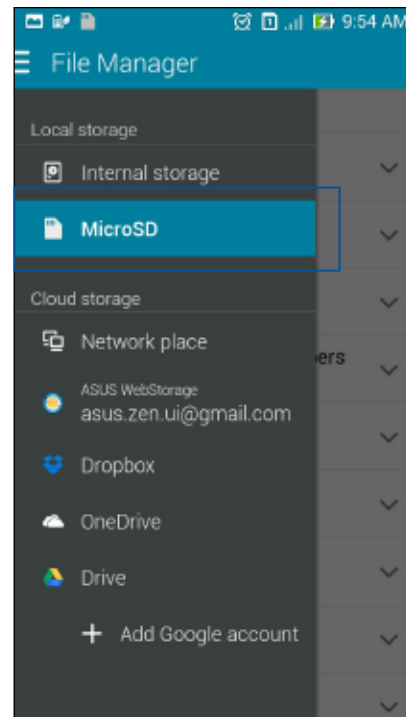 9:54 AM
File Manager
Local storage
Internal storage
MicroSD
Cloud storage
Network place
ers
ASUS WebStorage
asus.zen.ui@gmail.com
Dropbox
OneDrive
Drive
+ Add Google account